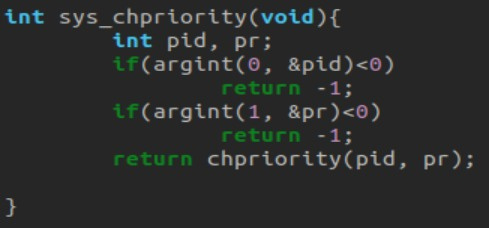 int sys_chpriority(void){
        int pid, pr;
        if(argint(0, &pid)<0)
                return -1;
        if(argint(1, &pr)<0)
                return -1;
        return chpriority(pid, pr);
}